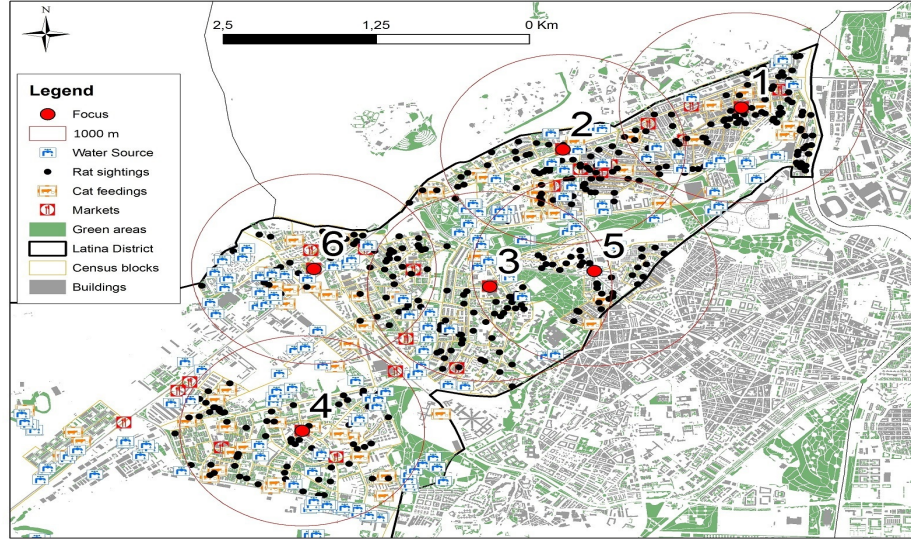 N
2,5 1,25 0 Km
Legend
Focus
1000 m
Water Source
Rat sightings
Cat feedings
Markets
Green areas
Latina District
Census blocks
Buildings
1
2
6
3
5
4